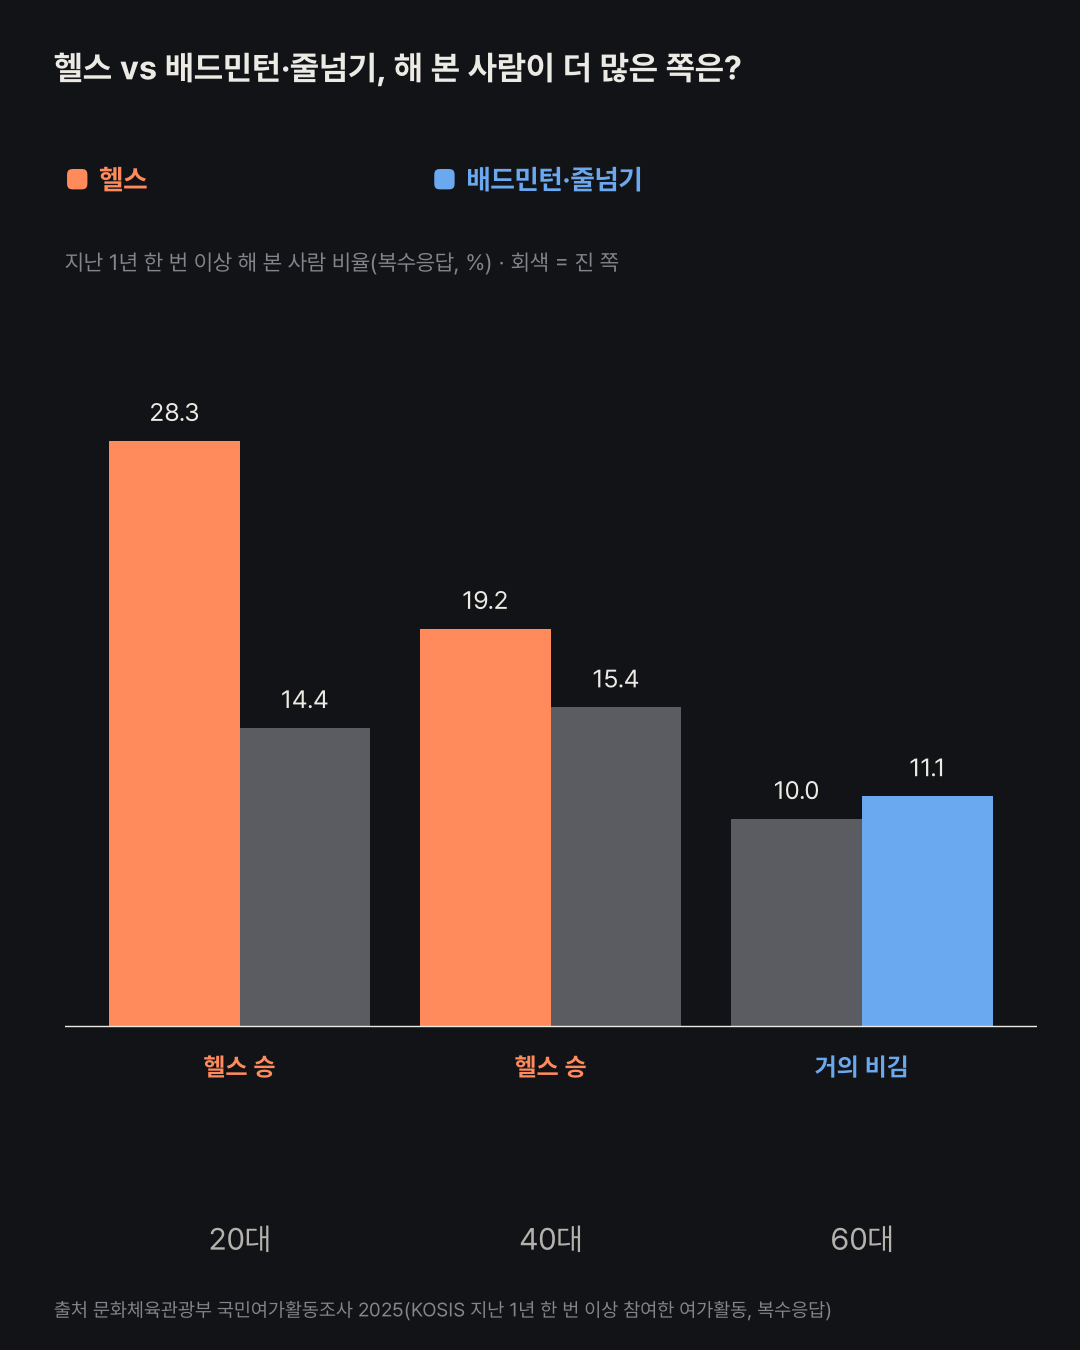 헬스 vs 배드민턴·줄넘기, 해 본 사람이 더 많은 쪽은?
헬스
배드민턴·줄넘기
지난 1년 한 번 이상 해 본 사람 비율(복수응답, %) · 회색 = 진 쪽
28.3
14.4
19.2
15.4
10.0
11.1
헬스 승
헬스 승
거의 비김
20대
40대
60대
출처 문화체육관광부 국민여가활동조사 2025(KOSIS 지난 1년 한 번 이상 참여한 여가활동, 복수응답)